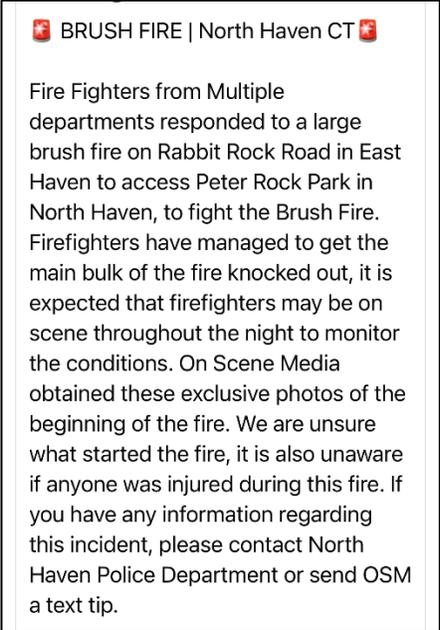 🚨 BRUSH FIRE | North Haven CT🚨
Fire Fighters from Multiple
departments responded to a large
brush fire on Rabbit Rock Road in East
Haven to access Peter Rock Park in
North Haven, to fight the Brush Fire.
Firefighters have managed to get the
main bulk of the fire knocked out, it is
expected that firefighters may be on
scene throughout the night to monitor
the conditions. On Scene Media
obtained these exclusive photos of the
beginning of the fire. We are unsure
what started the fire, it is also unaware
if anyone was injured during this fire. If
you have any information regarding
this incident, please contact North
Haven Police Department or send OSM
a text tip.